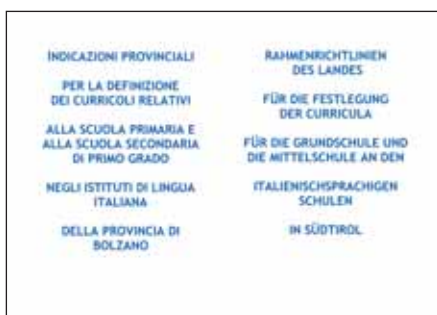 INDICAZIONI PROVINCIALI
PER LA DEFINIZIONE
DEI CURRICOLI RELATIVI
ALLA SCUOLA PRIMARIA E
ALLA SCUOLA SECONDARIA
DI PRIMO GRADO
NEGLI ISTITUTI DI LINGUA
ITALIANA
DELLA PROVINCIA DI
BOLZANO
RAHMENRICHTLINIEN
DES LANDES
FÜR DIE FESTLEGUNG
DER CURRICULA
FÜR DIE GRUNDSCHULE UND
DIE MITTELSCHULE AN DEN
ITALIENISCHSPRACHIGEN
SCHULEN
IN SÜDTIROL